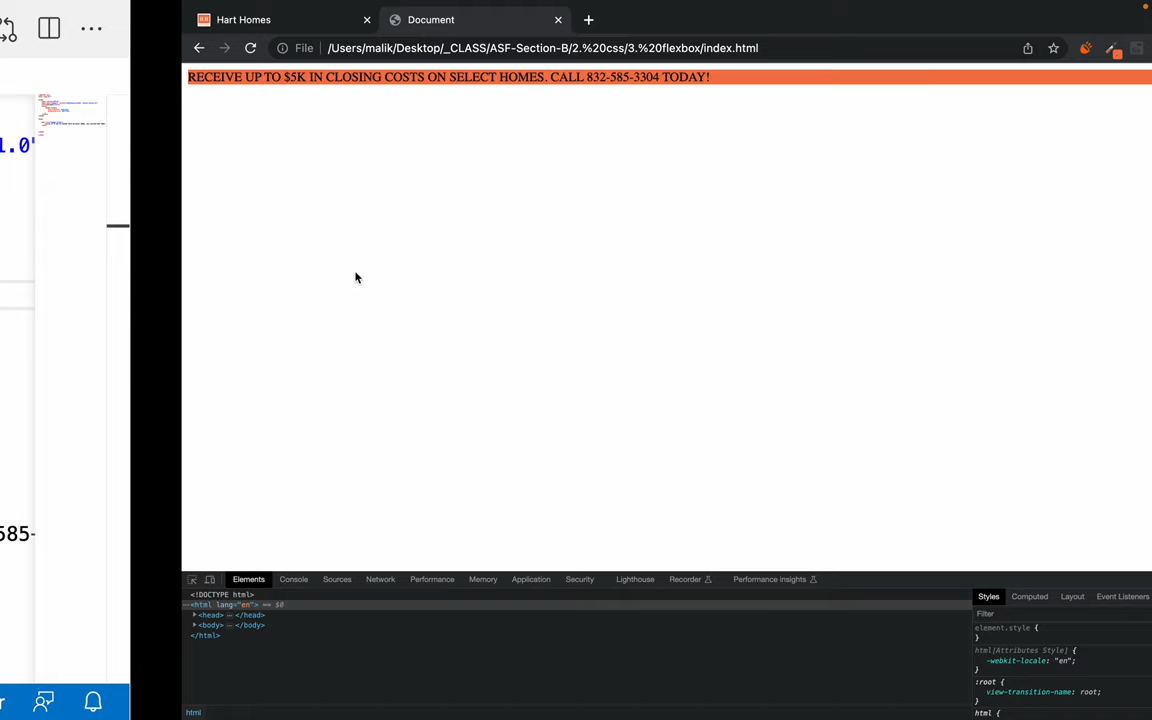 Hart Homes
Document
File
/Users/malik/Desktop/_CLASS/ASF-Section-B/2.%20css/3.%20flexbox/index.html
RECEIVE UP TO $5K IN CLOSING COSTS ON SELECT HOMES. CALL 832-585-3304 TODAY!
1.0"
585-
r
Elements Console Sources Network Performance Memory Application Security Lighthouse Recorder Performance insights
<!DOCTYPE html>
<html lang="en"> == $0
<head> … </head>
<body> … </body>
</html>
html
Styles Computed Layout Event Listeners
Filter
element.style {
}
html[Attributes Style] {
-webkit-locale: "en";
}
:root {
view-transition-name: root;
}
html {